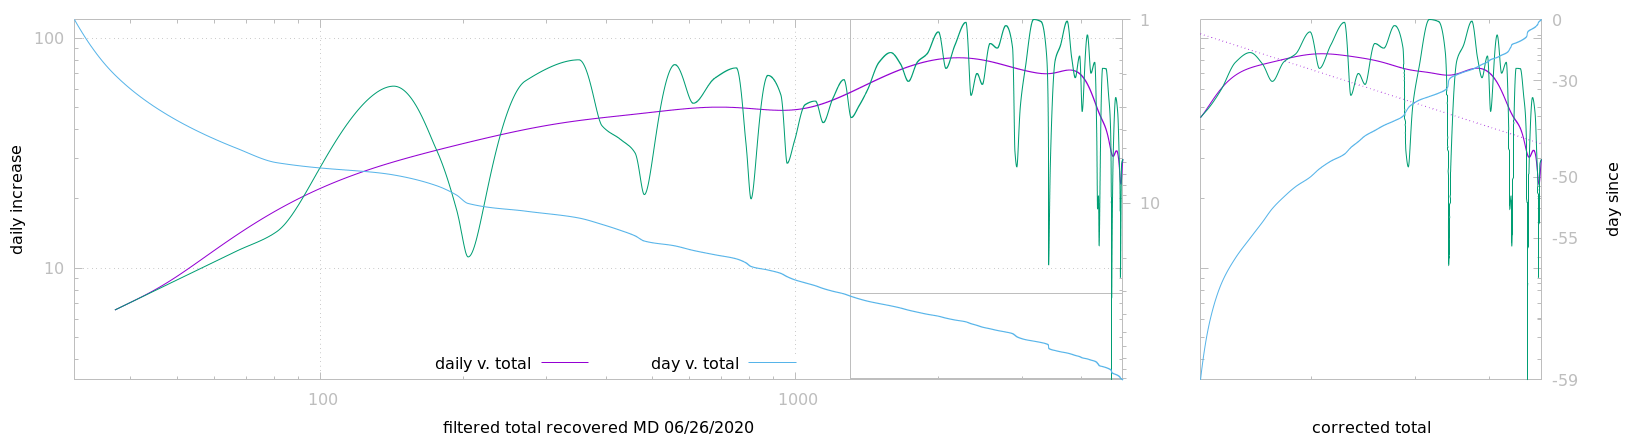 100
10
daily increase
daily v. total
day v. total
100
1000
filtered total recovered MD 06/26/2020
1
10
0
-30
-50
-55
-59
day since
corrected total